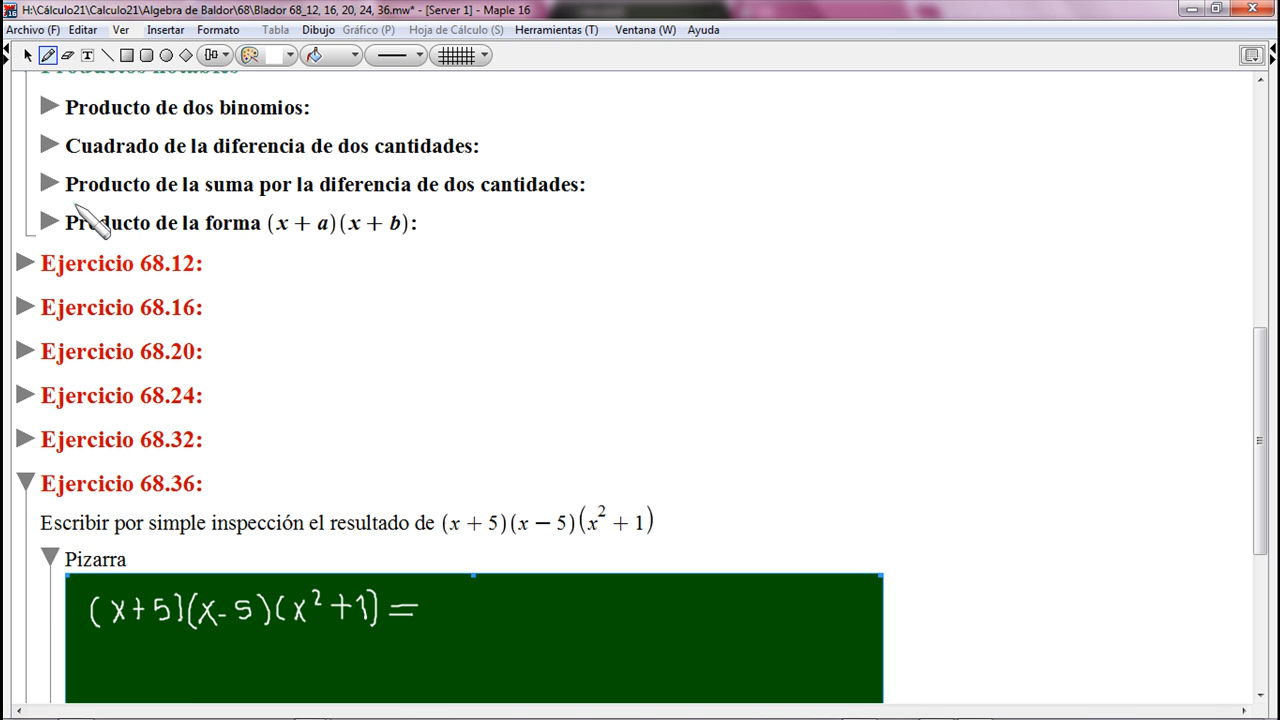 H:\Cálculo21\Calculo21\Algebra de Baldor\68\Blador 68_12, 16, 20, 24, 36.mw* - [Server 1] - Maple 16
Archivo (F) Editar Ver Insertar Formato Tabla Dibujo Gráfico (P) Hoja de Cálculo (S) Herramientas (T) Ventana (W) Ayuda
Productos notables
Producto de dos binomios:
Cuadrado de la diferencia de dos cantidades:
Producto de la suma por la diferencia de dos cantidades:
Producto de la forma (x + a)(x + b):
Ejercicio 68.12:
Ejercicio 68.16:
Ejercicio 68.20:
Ejercicio 68.24:
Ejercicio 68.32:
Ejercicio 68.36:
Escribir por simple inspección el resultado de (x + 5)(x − 5)(x² + 1)
Pizarra
(x+5)(x-5)(x²+1)=